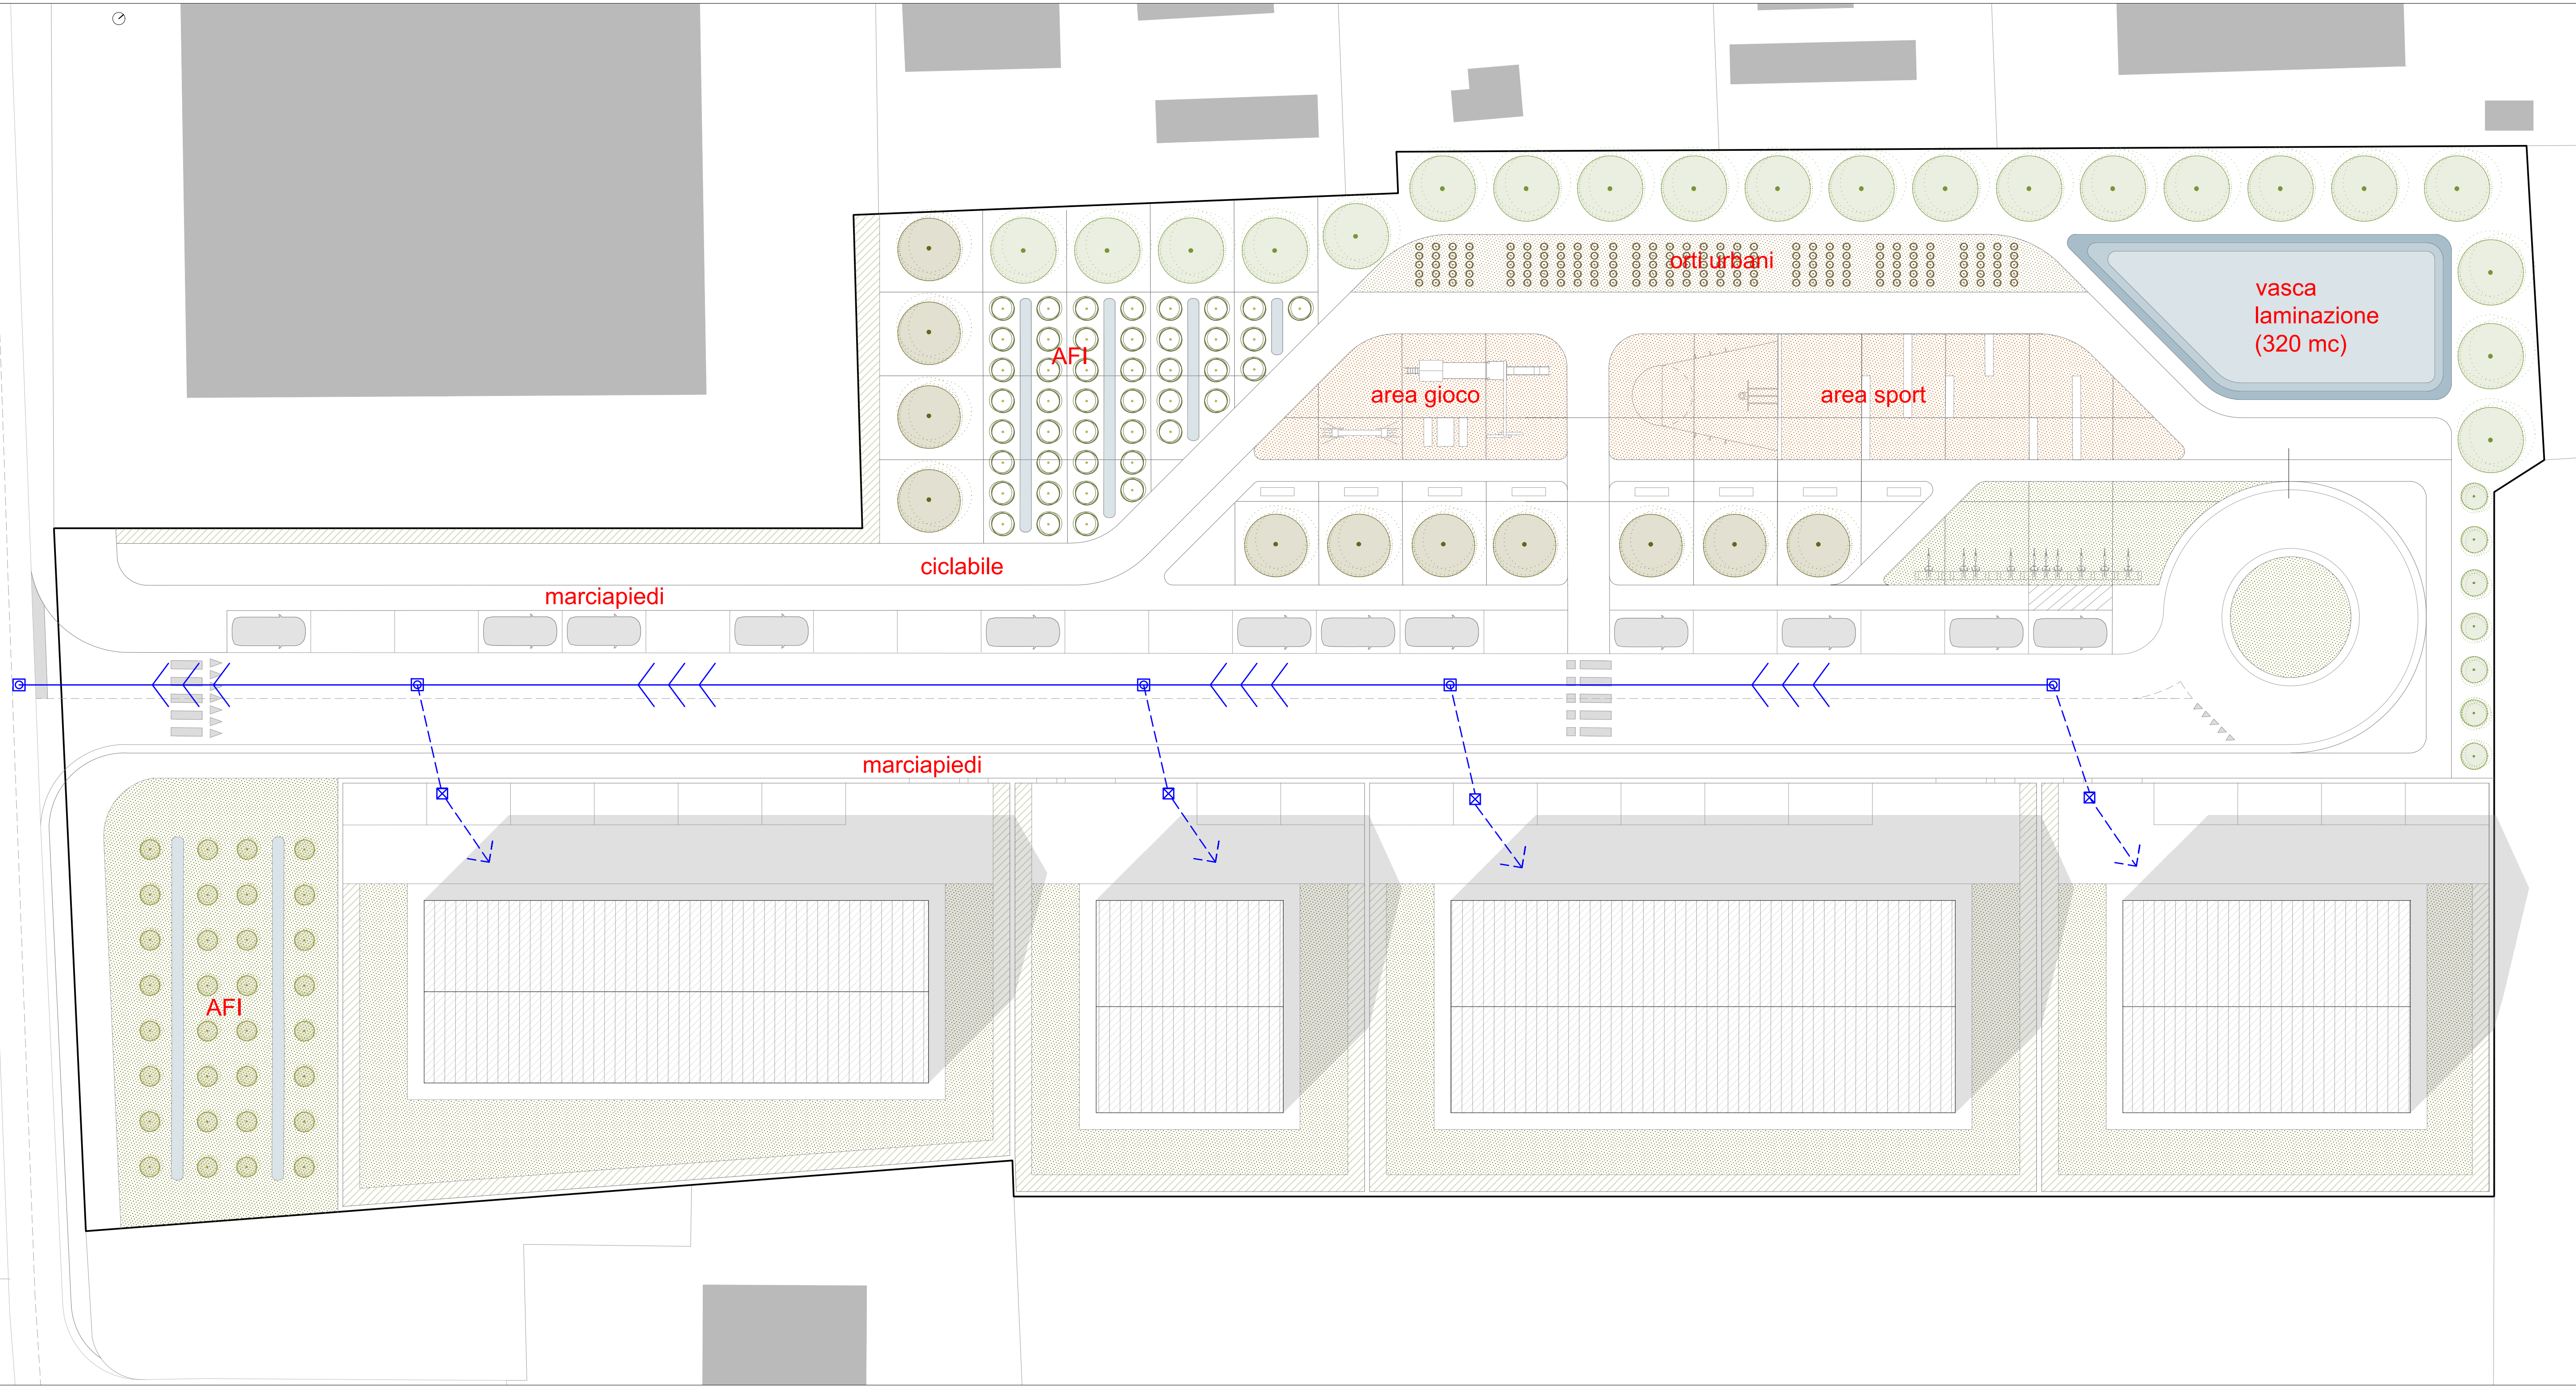 orti urbani
vasca
laminazione
(320 mc)
AFI
area gioco
area sport
ciclabile
marciapiedi
marciapiedi
AFI